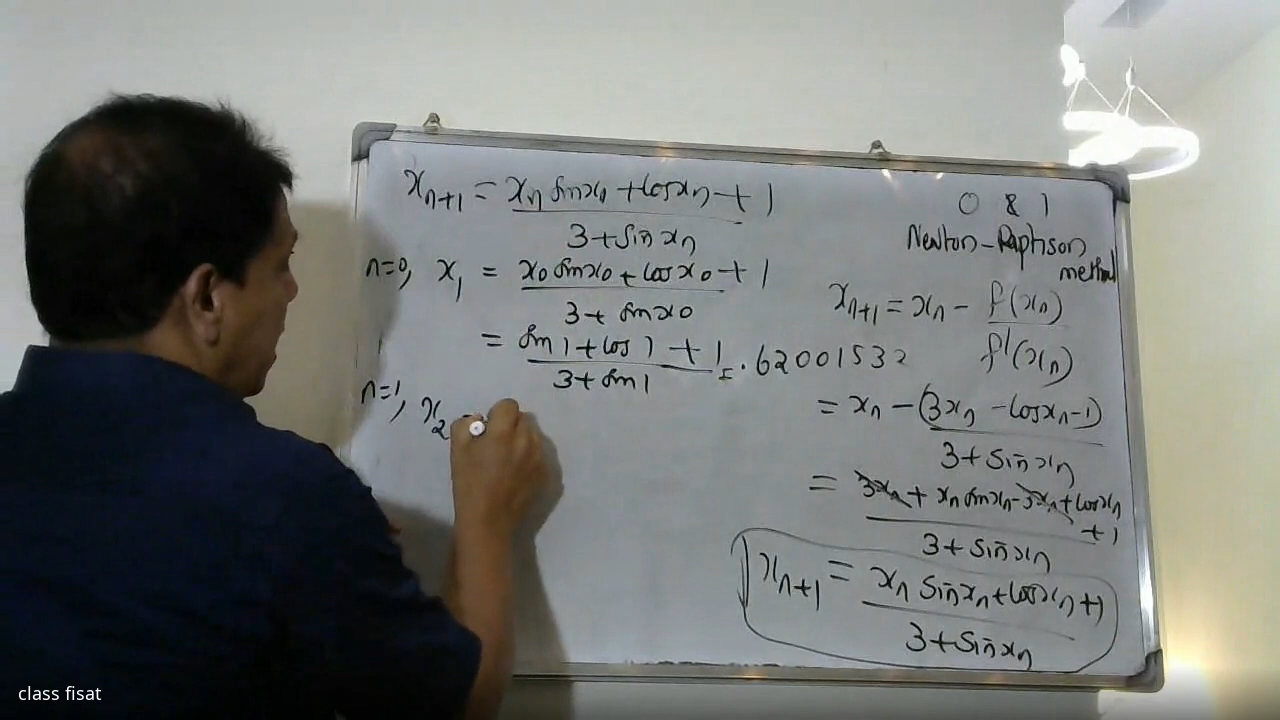 x_{n+1} = x_n sin x_n + cos x_n + 1
3 + sin x_n
n=0, x_1 = x_0 sin x_0 + cos x_0 + 1
3 + sin x_0
= sin 1 + cos 1 + 1 = .62001532
3 + sin 1
n=1, x_2
0 & 1
Newton-Raphson
method
x_{n+1} = x_n - f(x_n)
f'(x_n)
= x_n - (3x_n - cos x_n - 1)
3 + sin x_n
= 3x_n + x_n sin x_n - 3x_n + cos x_n
+ 1
3 + sin x_n
x_{n+1} = x_n sin x_n + cos x_n + 1
3 + sin x_n
class fisat